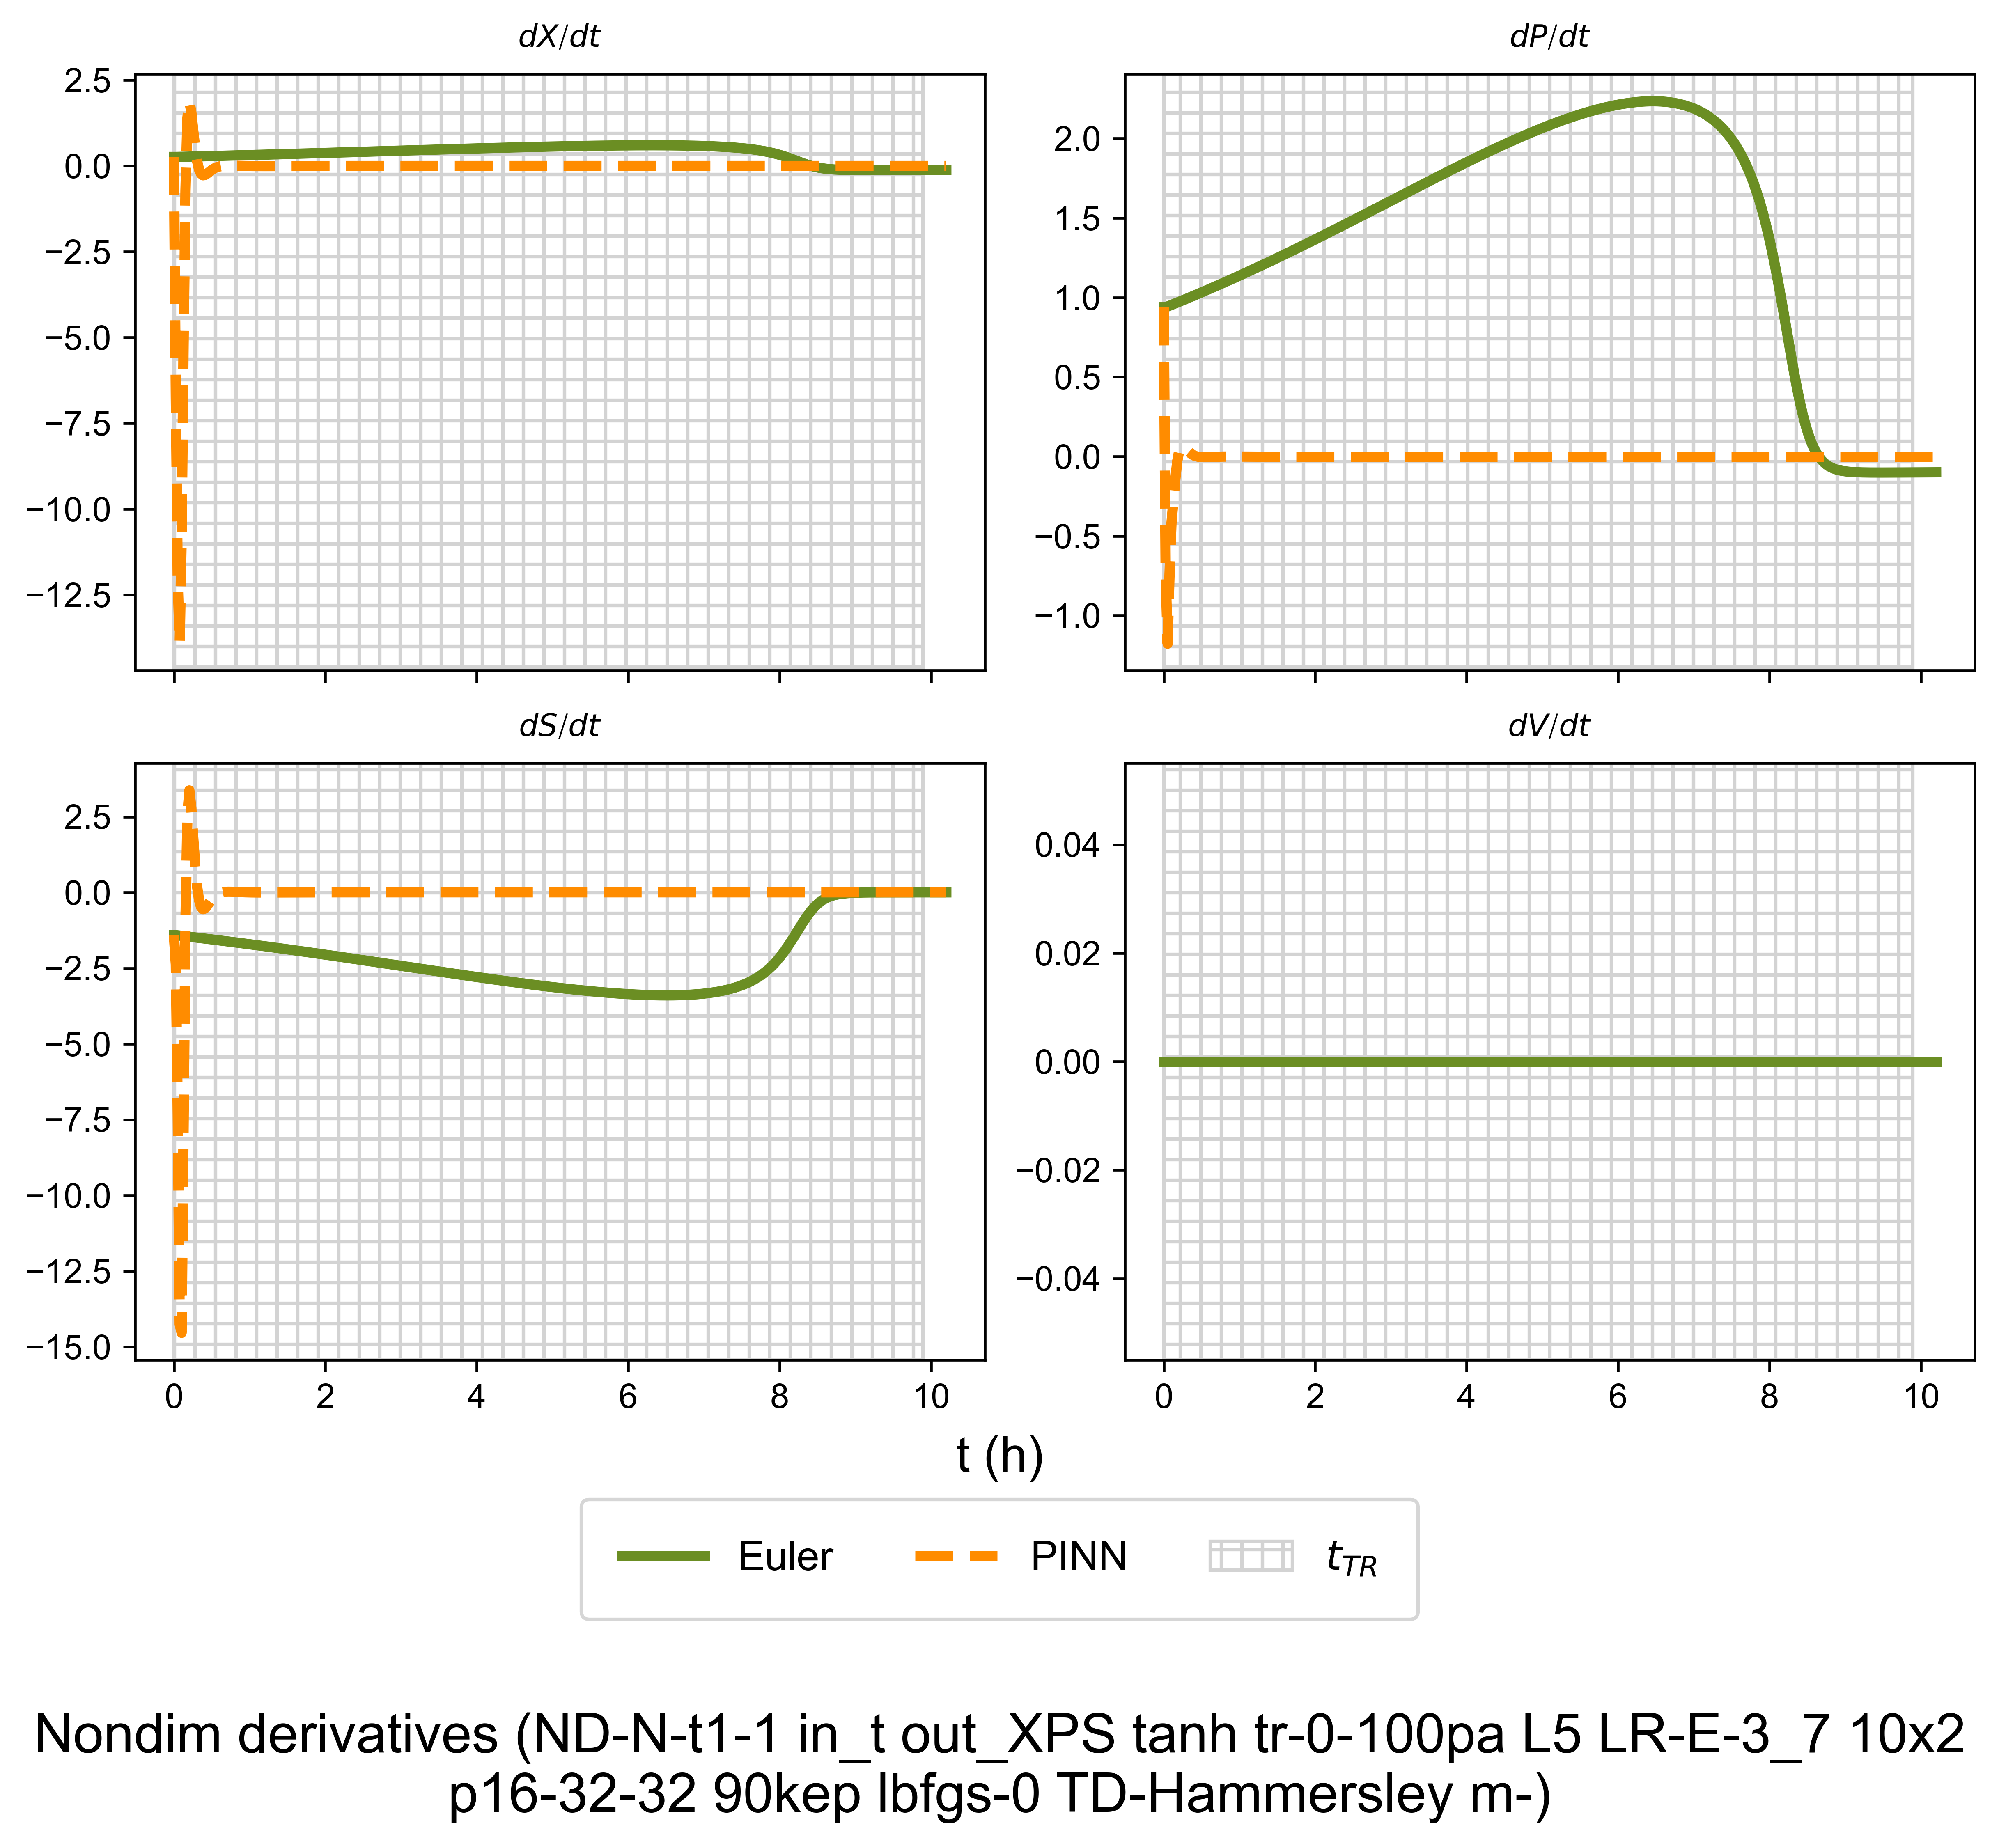 dX/dt
dP/dt
2.5
0.0
−2.5
−5.0
−7.5
−10.0
−12.5
2.0
1.5
1.0
0.5
0.0
−0.5
−1.0
dS/dt
dV/dt
2.5
0.0
−2.5
−5.0
−7.5
−10.0
−12.5
−15.0
0.04
0.02
0.00
−0.02
−0.04
0 2 4 6 8 10
0 2 4 6 8 10
t (h)
Euler PINN t_TR
Nondim derivatives (ND-N-t1-1 in_t out_XPS tanh tr-0-100pa L5 LR-E-3_7 10x2
p16-32-32 90kep lbfgs-0 TD-Hammersley m-)